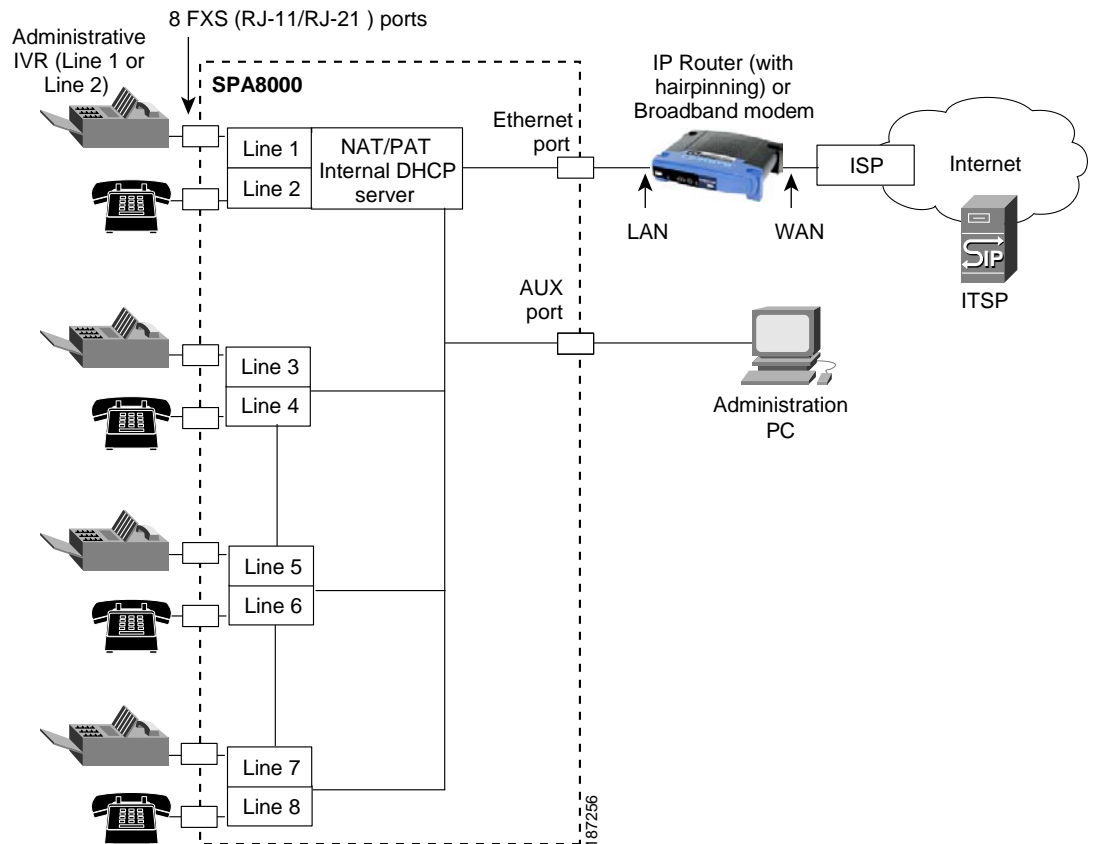 8 FXS (RJ-11/RJ-21 ) ports
Administrative
IVR (Line 1 or
Line 2)
SPA8000
Line 1
Line 2
NAT/PAT
Internal DHCP
server
Ethernet
port
IP Router (with
hairpinning) or
Broadband modem
LAN
WAN
ISP
Internet
SIP
ITSP
AUX
port
Administration
PC
Line 3
Line 4
Line 5
Line 6
Line 7
Line 8
187256